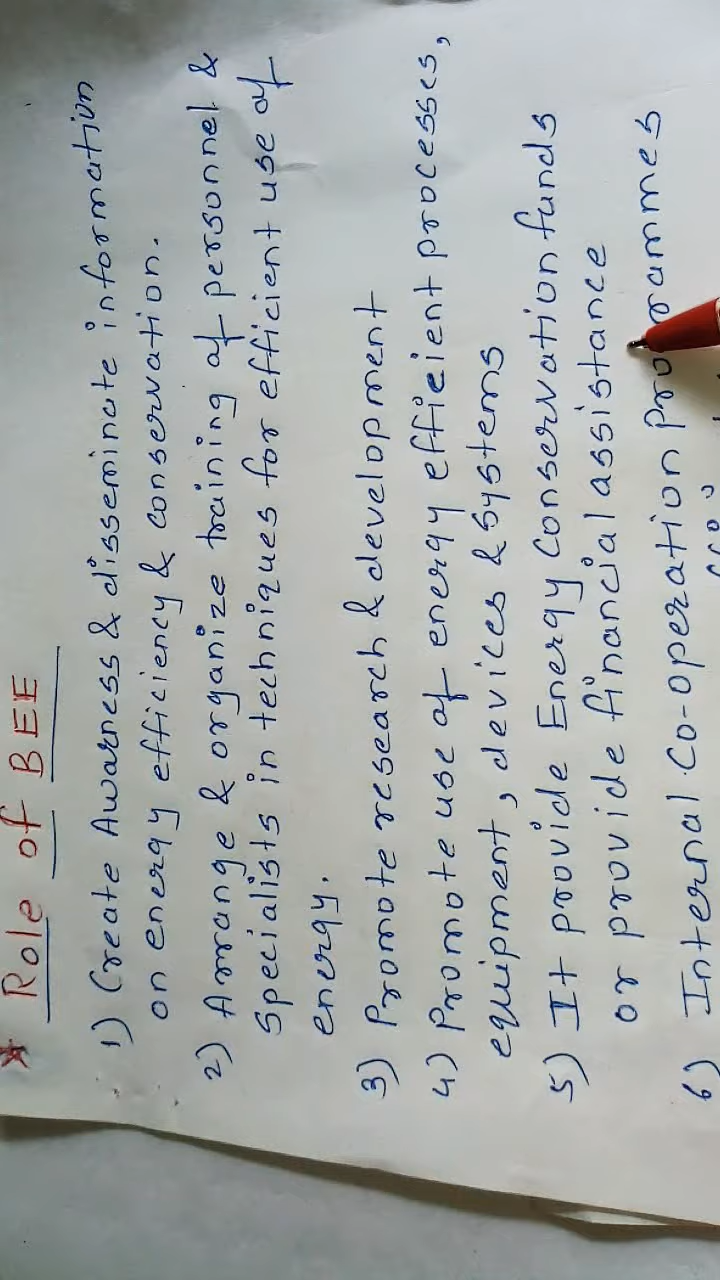 * Role of BEE
1) Create Awarness & disseminate information
on energy efficiency & conservation.
2) Arrange & organize training of personnel &
Specialists in techniques for efficient use of
energy.
3) Promote research & development
4) Promote use of energy efficient processes,
equipment, devices & systems
5) It provide Energy Conservation funds
or provide financial assistance
6) Internal Co-operation